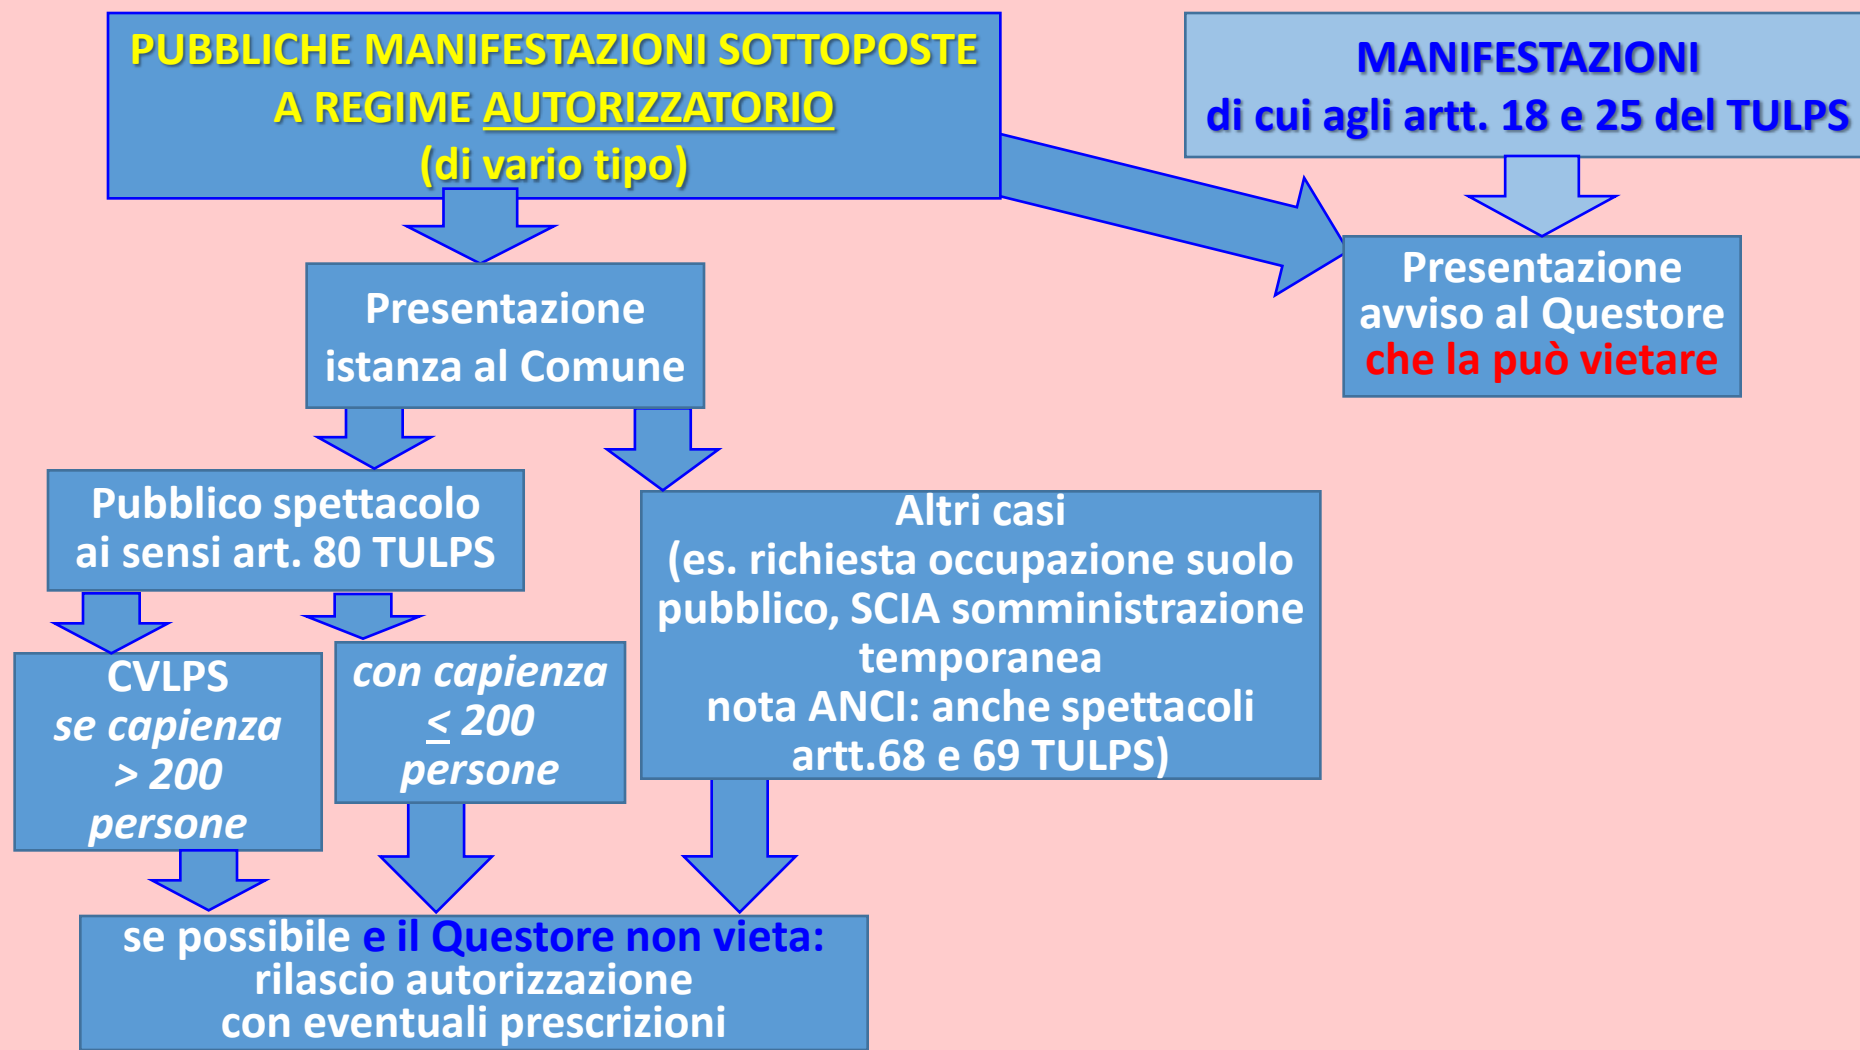 PUBBLICHE MANIFESTAZIONI SOTTOPOSTE
A REGIME AUTORIZZATORIO
(di vario tipo)
MANIFESTAZIONI
di cui agli artt. 18 e 25 del TULPS
Presentazione
istanza al Comune
Presentazione
avviso al Questore
che la può vietare
Pubblico spettacolo
ai sensi art. 80 TULPS
Altri casi
(es. richiesta occupazione suolo
pubblico, SCIA somministrazione
temporanea
nota ANCI: anche spettacoli
artt.68 e 69 TULPS)
CVLPS
se capienza
> 200
persone
con capienza
< 200
persone
se possibile e il Questore non vieta:
rilascio autorizzazione
con eventuali prescrizioni